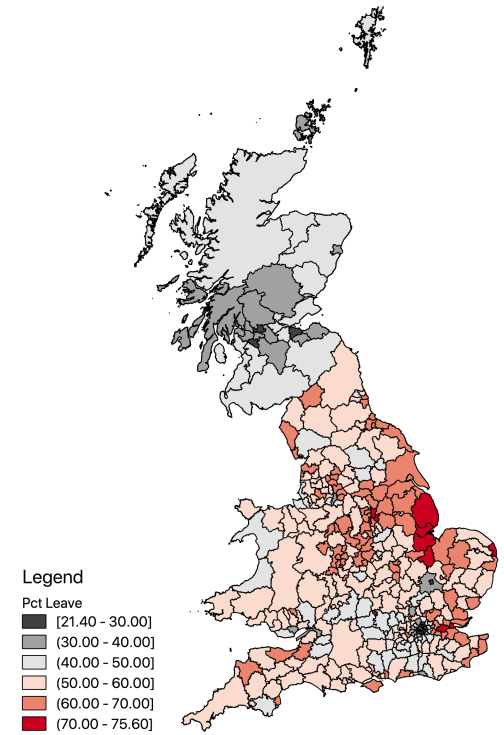 Legend
Pct Leave
[21.40 - 30.00]
(30.00 - 40.00]
(40.00 - 50.00]
(50.00 - 60.00]
(60.00 - 70.00]
(70.00 - 75.60]